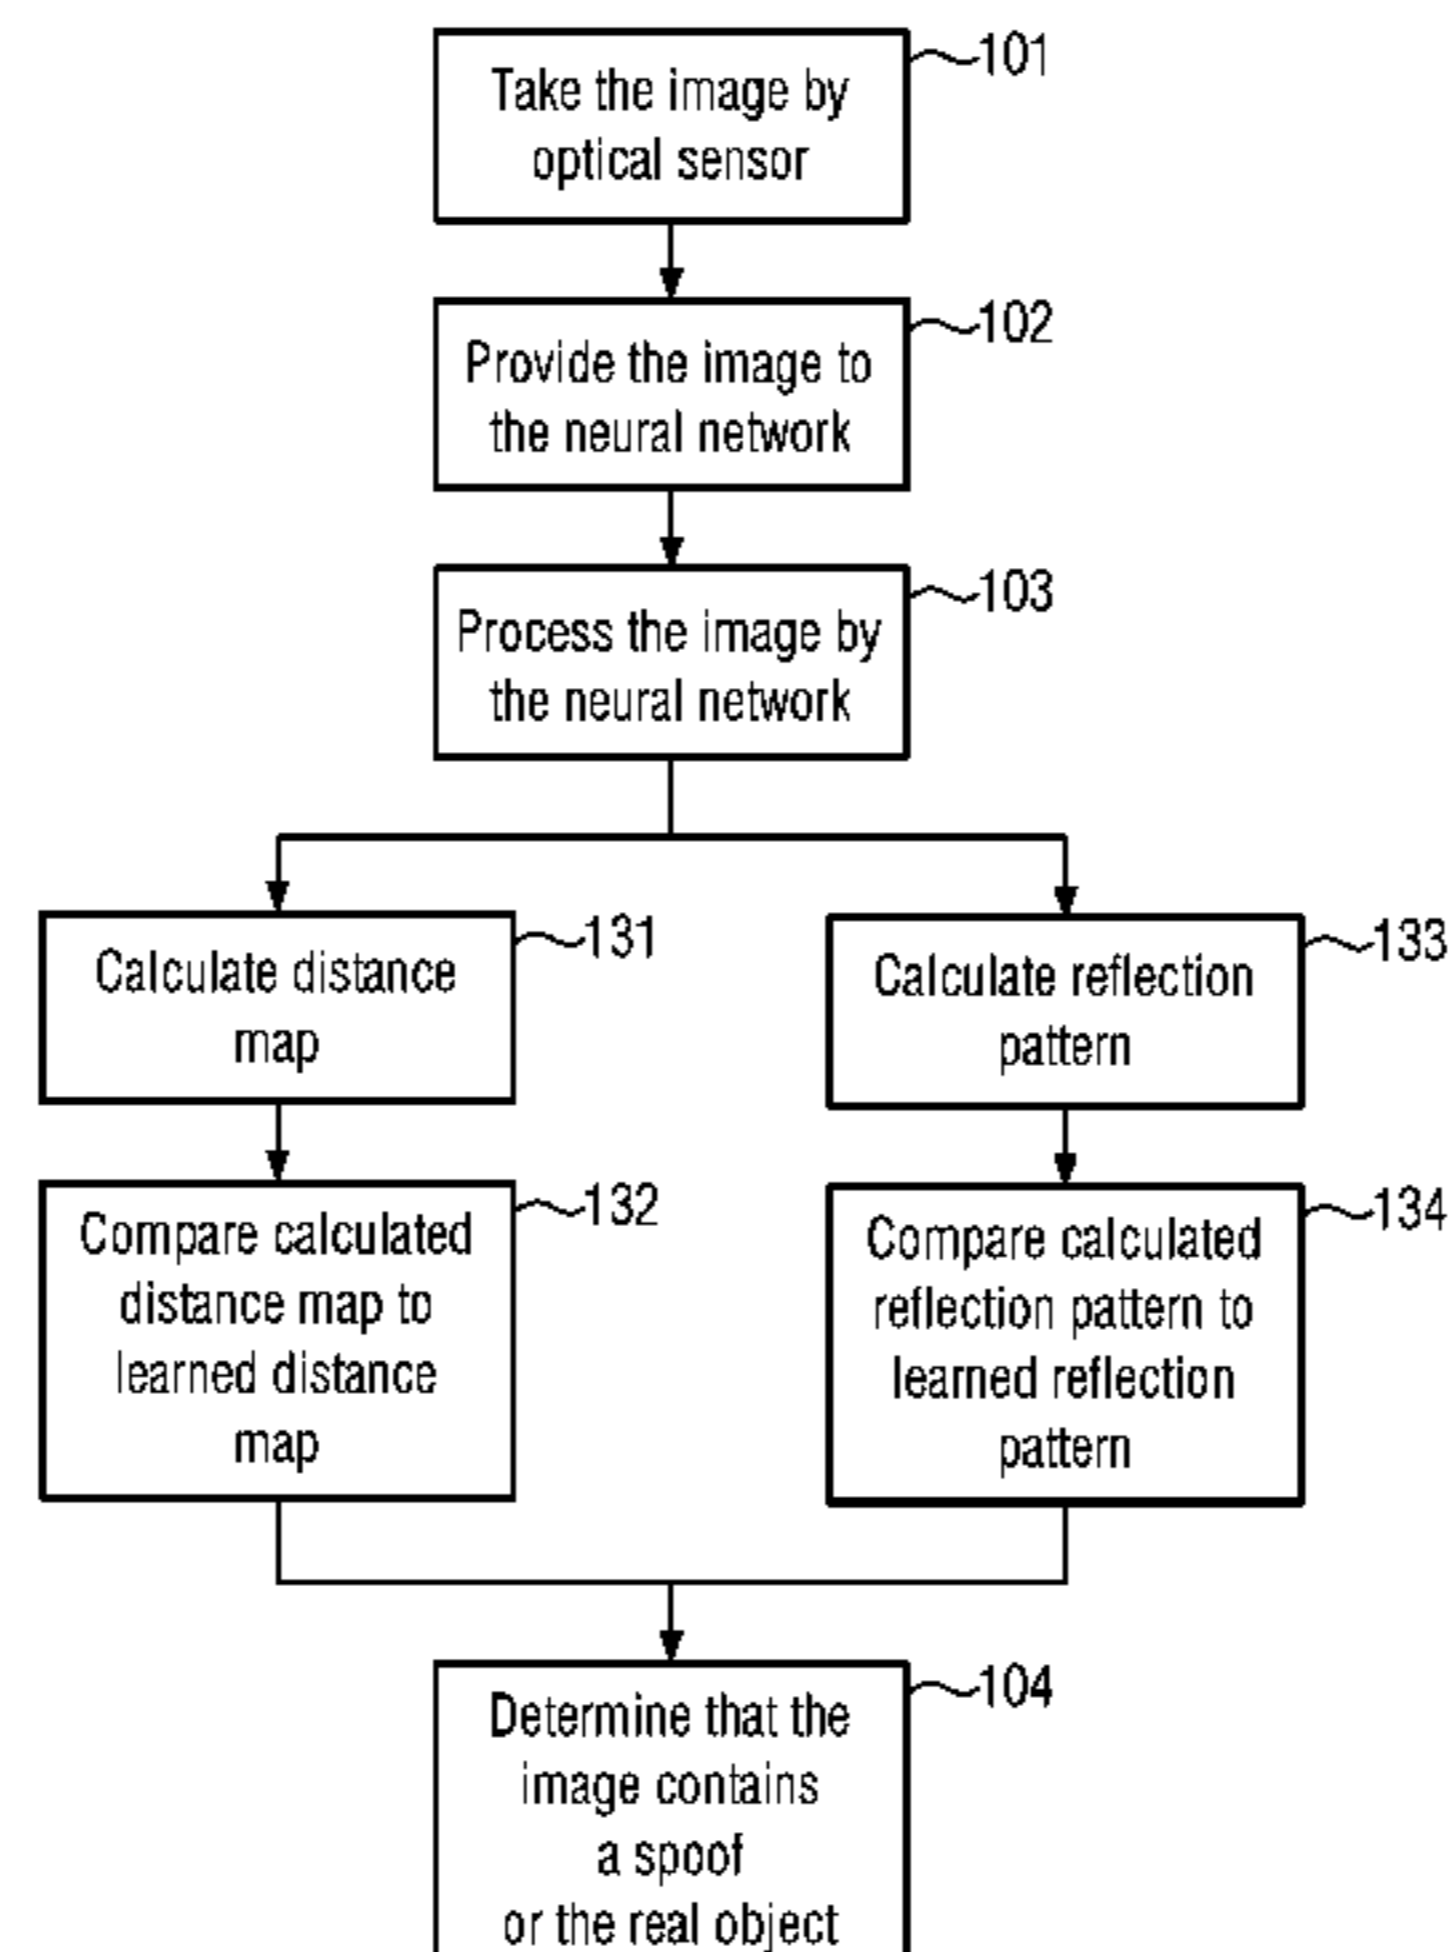 101
Take the image by
optical sensor
102
Provide the image to
the neural network
103
Process the image by
the neural network
131
Calculate distance
map
133
Calculate reflection
pattern
132
Compare calculated
distance map to
learned distance
map
134
Compare calculated
reflection pattern to
learned reflection
pattern
104
Determine that the
image contains
a spoof
or the real object